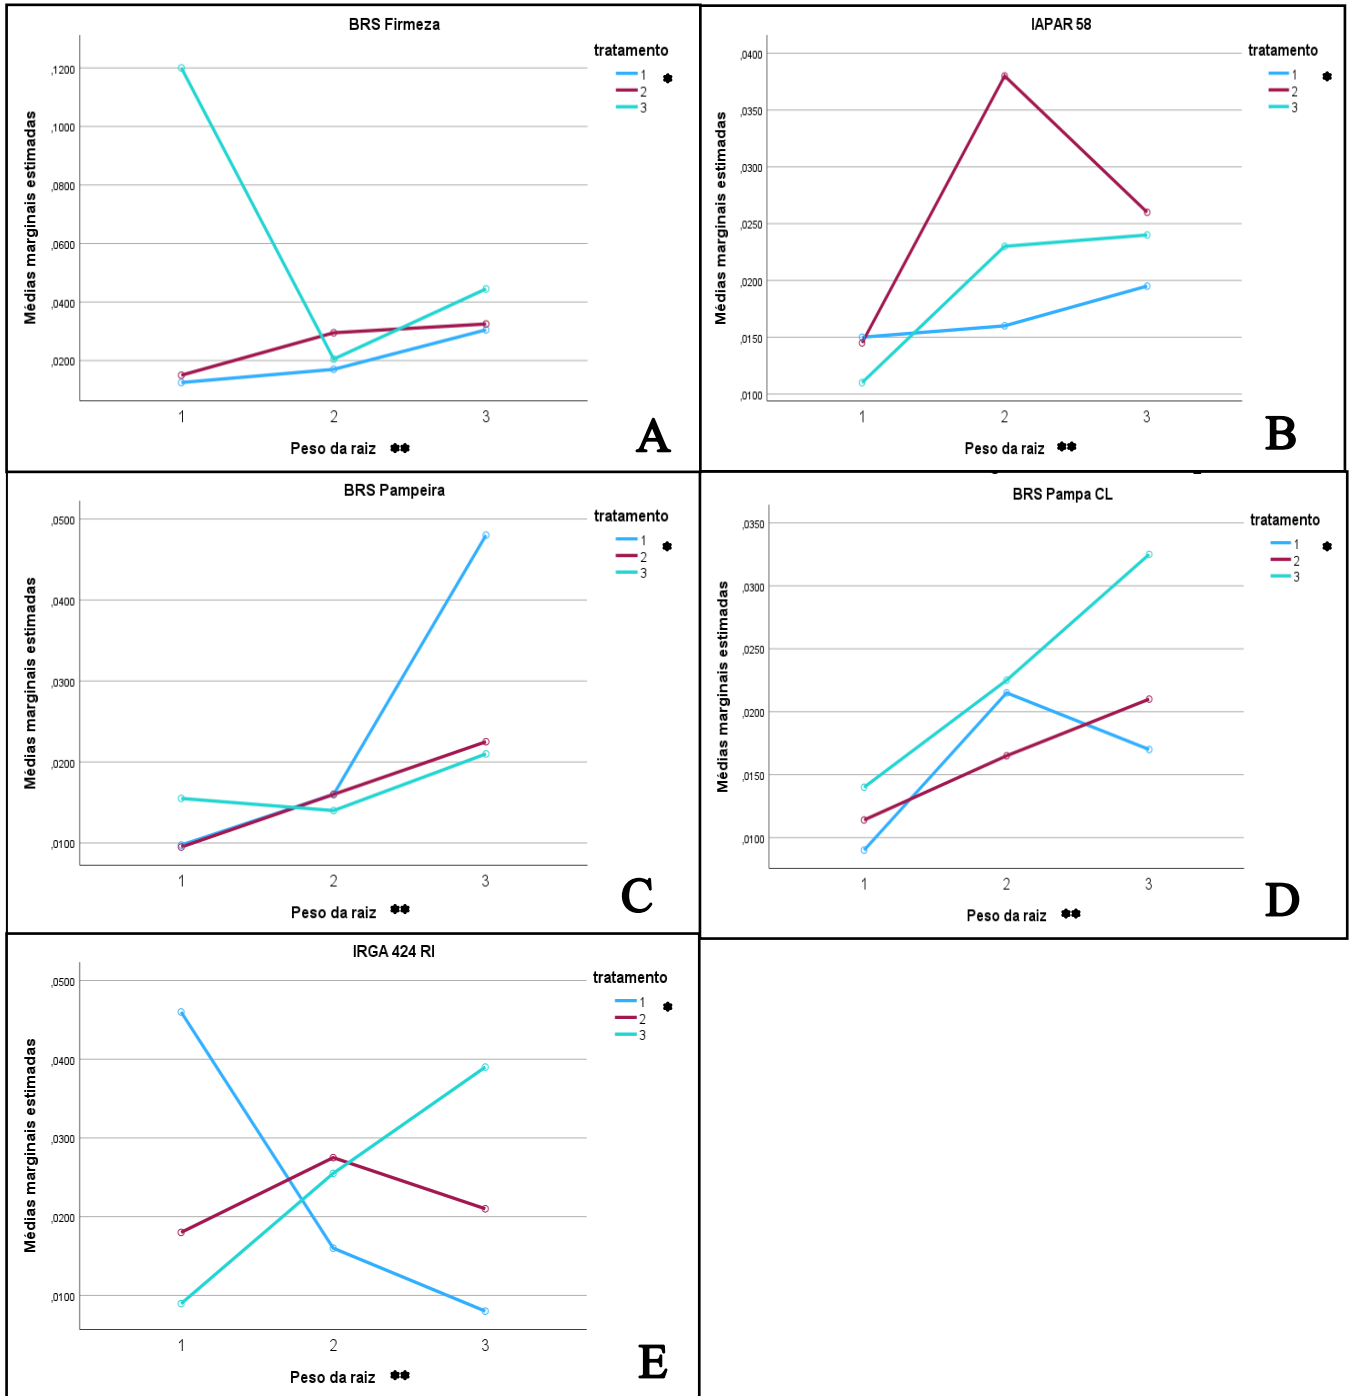 BRS Firmeza
tratamento
1 *
2
3
Médias marginais estimadas
,1200
,1000
,0800
,0600
,0400
,0200
1 2 3
Peso da raiz **
A
IAPAR 58
tratamento
1 *
2
3
Médias marginais estimadas
,0400
,0350
,0300
,0250
,0200
,0150
,0100
1 2 3
Peso da raiz **
B
BRS Pampeira
tratamento
1 *
2
3
Médias marginais estimadas
,0500
,0400
,0300
,0200
,0100
1 2 3
Peso da raiz **
C
BRS Pampa CL
tratamento
1 *
2
3
Médias marginais estimadas
,0350
,0300
,0250
,0200
,0150
,0100
1 2 3
Peso da raiz **
D
IRGA 424 RI
tratamento
1 *
2
3
Médias marginais estimadas
,0500
,0400
,0300
,0200
,0100
1 2 3
Peso da raiz **
E